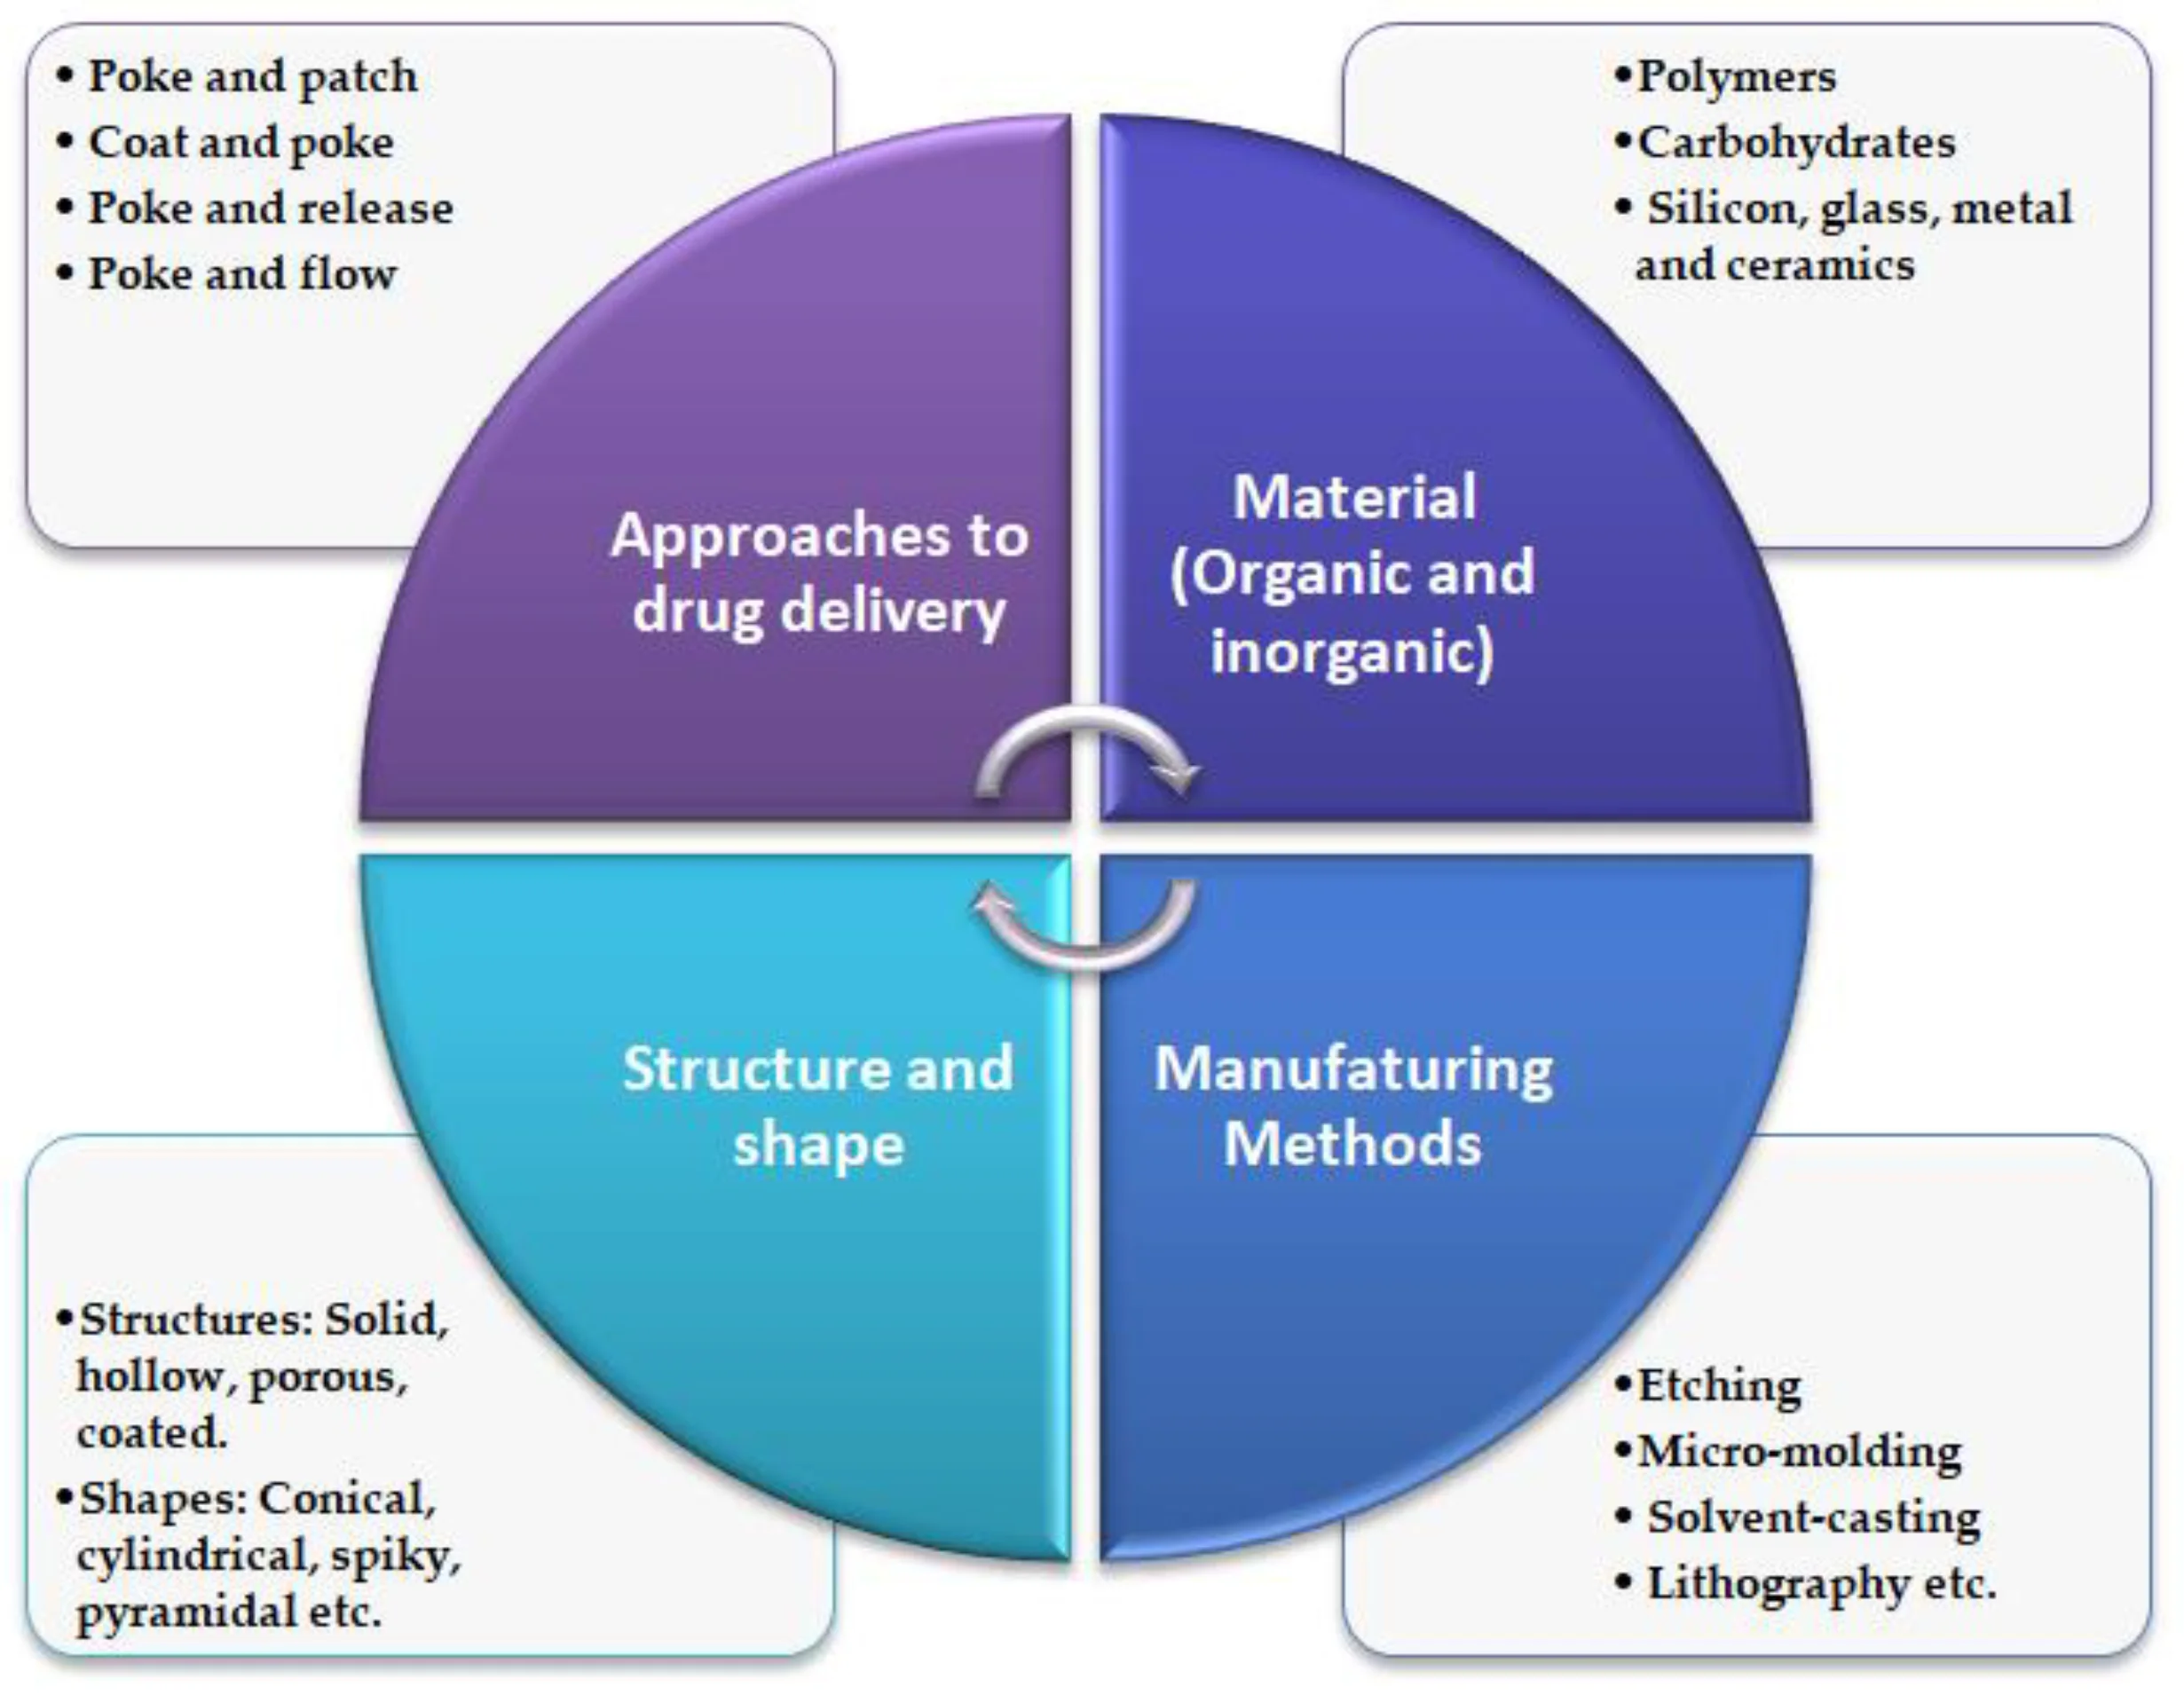 • Poke and patch
• Coat and poke
• Poke and release
• Poke and flow
•Polymers
•Carbohydrates
• Silicon, glass, metal
and ceramics
Approaches to
drug delivery
Material
(Organic and
inorganic)
Structure and
shape
Manufaturing
Methods
•Structures: Solid,
hollow, porous,
coated.
•Shapes: Conical,
cylindrical, spiky,
pyramidal etc.
•Etching
•Micro-molding
• Solvent-casting
• Lithography etc.